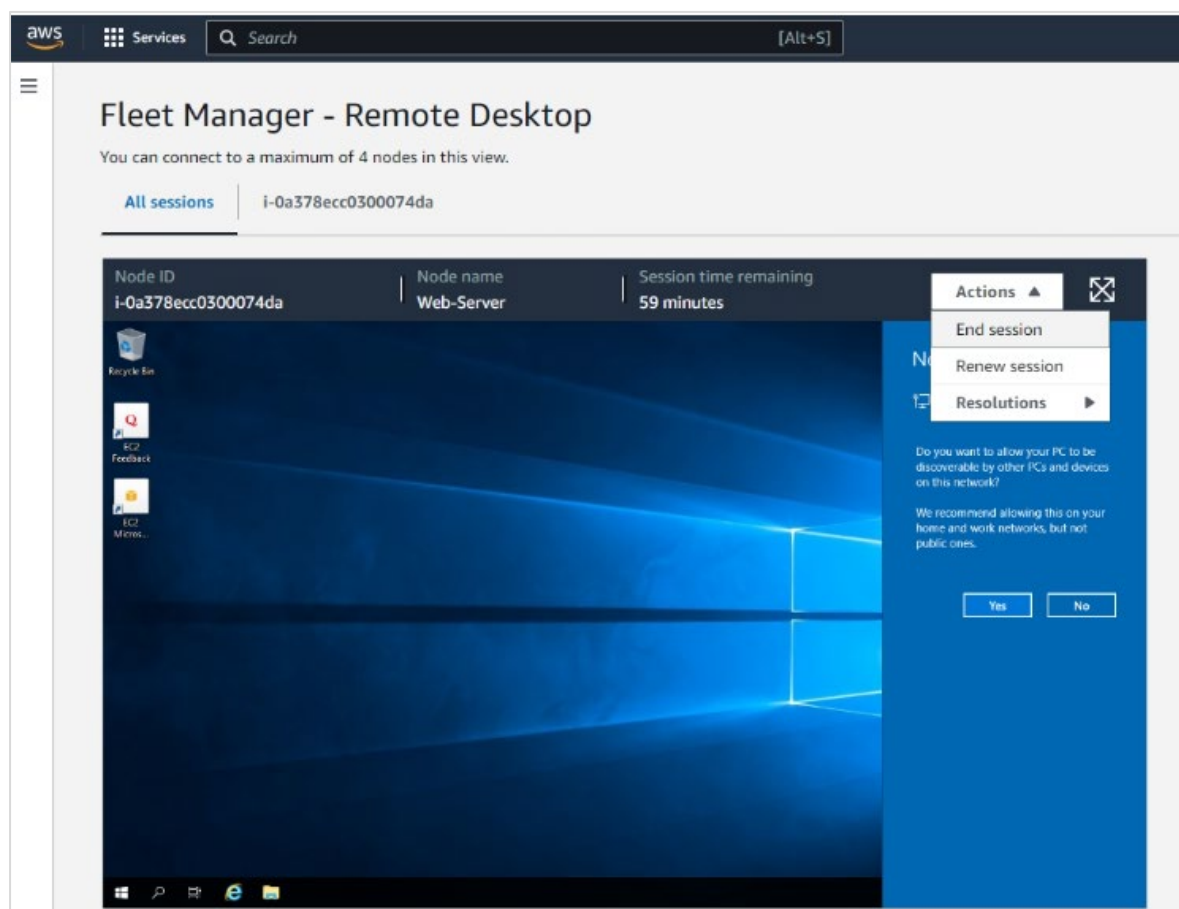 aws
Services
Search
[Alt+S]
Fleet Manager - Remote Desktop
You can connect to a maximum of 4 nodes in this view.
All sessions
i-0a378ecc0300074da
Node ID
i-0a378ecc0300074da
Node name
Web-Server
Session time remaining
59 minutes
Actions
End session
Renew session
Resolutions
Recycle Bin
EC2
Feedback
EC2
Micros...
Do you want to allow your PC to be
discoverable by other PCs and devices
on this network?
We recommend allowing this on your
home and work networks, but not
public ones.
Yes
No